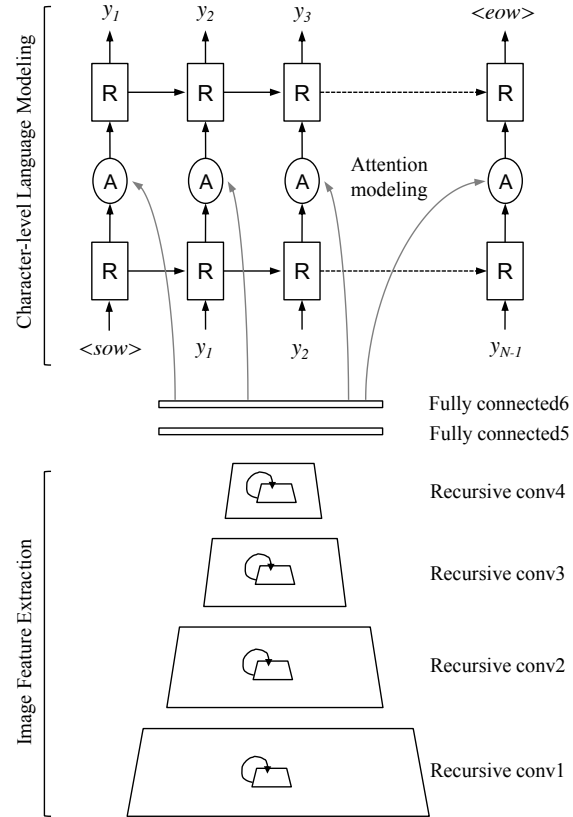 y1 y2 y3 <eow>
R R R R
A A A Attention modeling A
R R R R
<sow> y1 y2 yN-1
Character-level Language Modeling
Fully connected6
Fully connected5
Recursive conv4
Recursive conv3
Recursive conv2
Recursive conv1
Image Feature Extraction